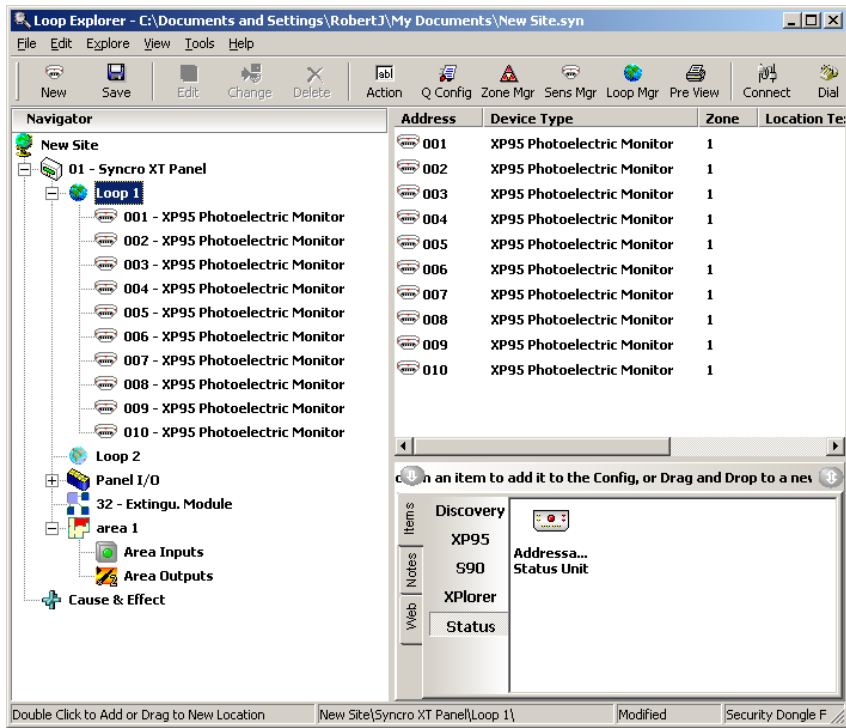 Loop Explorer - C:\Documents and Settings\RobertJ\My Documents\New Site.syn
File Edit Explore View Tools Help
New Save Edit Change Delete abl Action Q Config Zone Mgr Sens Mgr Loop Mgr Pre View Connect Dial
Navigator
New Site
01 - Syncro XT Panel
Loop 1
001 - XP95 Photoelectric Monitor
002 - XP95 Photoelectric Monitor
003 - XP95 Photoelectric Monitor
004 - XP95 Photoelectric Monitor
005 - XP95 Photoelectric Monitor
006 - XP95 Photoelectric Monitor
007 - XP95 Photoelectric Monitor
008 - XP95 Photoelectric Monitor
009 - XP95 Photoelectric Monitor
010 - XP95 Photoelectric Monitor
Loop 2
Panel I/O
32 - Extingu. Module
area 1
Area Inputs
Area Outputs
Cause & Effect
Address Device Type Zone Location Te
001 XP95 Photoelectric Monitor 1
002 XP95 Photoelectric Monitor 1
003 XP95 Photoelectric Monitor 1
004 XP95 Photoelectric Monitor 1
005 XP95 Photoelectric Monitor 1
006 XP95 Photoelectric Monitor 1
007 XP95 Photoelectric Monitor 1
008 XP95 Photoelectric Monitor 1
009 XP95 Photoelectric Monitor 1
010 XP95 Photoelectric Monitor 1
an item to add it to the Config, or Drag and Drop to a
Items
Notes
Web
Discovery
XP95
S90
XPlorer
Status
Addressa...
Status Unit
Double Click to Add or Drag to New Location New Site\Syncro XT Panel\Loop 1\ Modified Security Dongle F